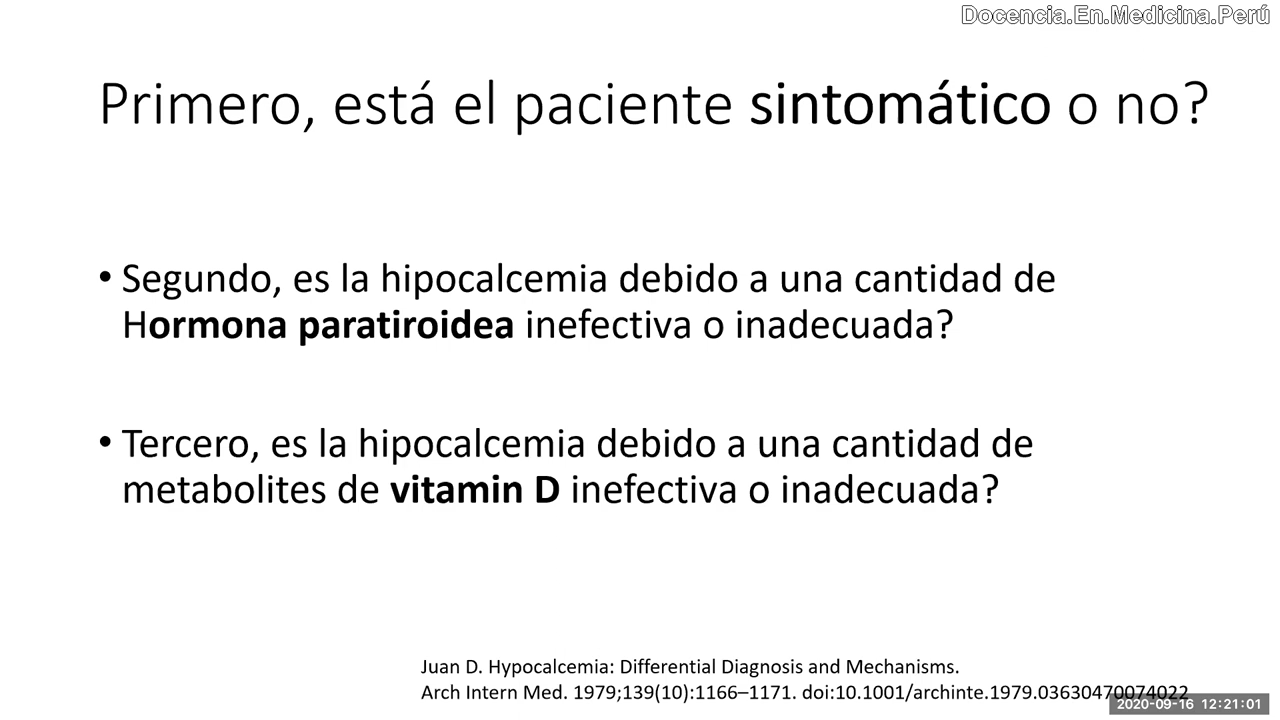 Docencia.En.Medicina.Perú
Primero, está el paciente sintomático o no?
• Segundo, es la hipocalcemia debido a una cantidad de
Hormona paratiroidea inefectiva o inadecuada?
• Tercero, es la hipocalcemia debido a una cantidad de
metabolites de vitamin D inefectiva o inadecuada?
Juan D. Hypocalcemia: Differential Diagnosis and Mechanisms.
Arch Intern Med. 1979;139(10):1166–1171. doi:10.1001/archinte.1979.03630470074022
2020-09-16 12:21:01